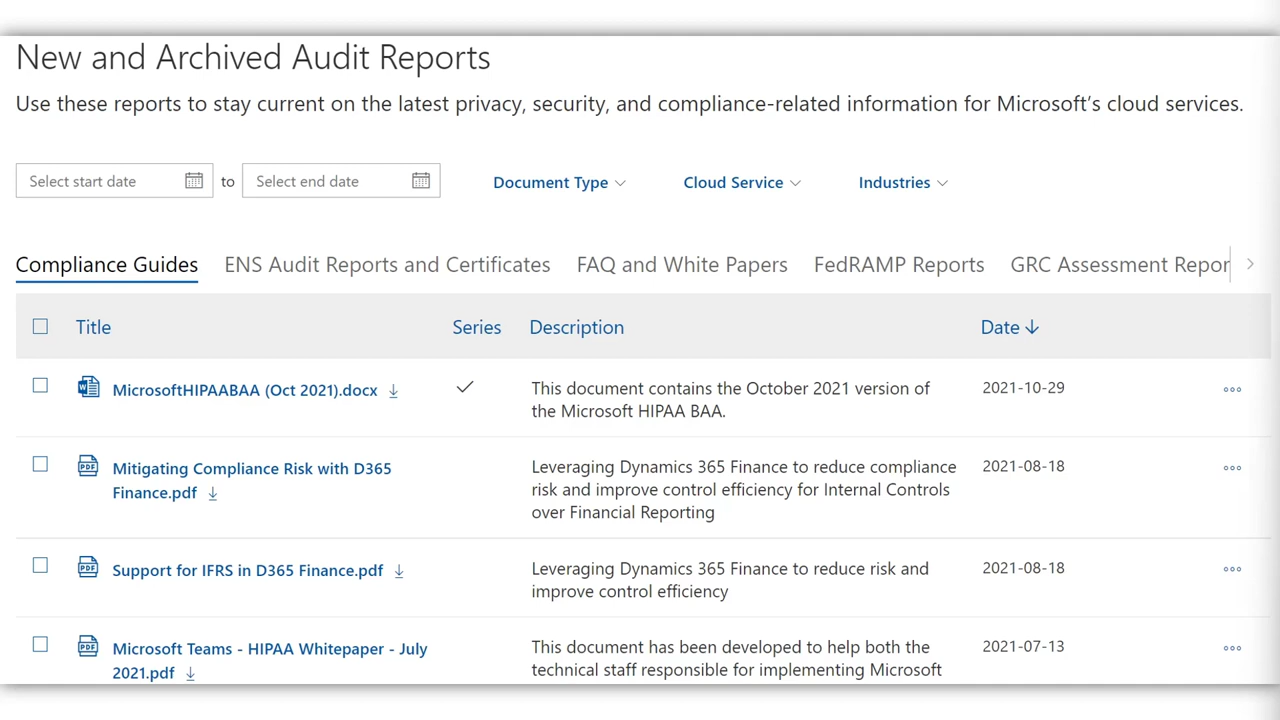 New and Archived Audit Reports
Use these reports to stay current on the latest privacy, security, and compliance-related information for Microsoft's cloud services.
Select start date to Select end date Document Type Cloud Service Industries
Compliance Guides ENS Audit Reports and Certificates FAQ and White Papers FedRAMP Reports GRC Assessment Repor
Title Series Description Date
MicrosoftHIPAABAA (Oct 2021).docx
This document contains the October 2021 version of
the Microsoft HIPAA BAA.
2021-10-29
Mitigating Compliance Risk with D365
Finance.pdf
Leveraging Dynamics 365 Finance to reduce compliance
risk and improve control efficiency for Internal Controls
over Financial Reporting
2021-08-18
Support for IFRS in D365 Finance.pdf
Leveraging Dynamics 365 Finance to reduce risk and
improve control efficiency
2021-08-18
Microsoft Teams - HIPAA Whitepaper - July
2021.pdf
This document has been developed to help both the
technical staff responsible for implementing Microsoft
2021-07-13